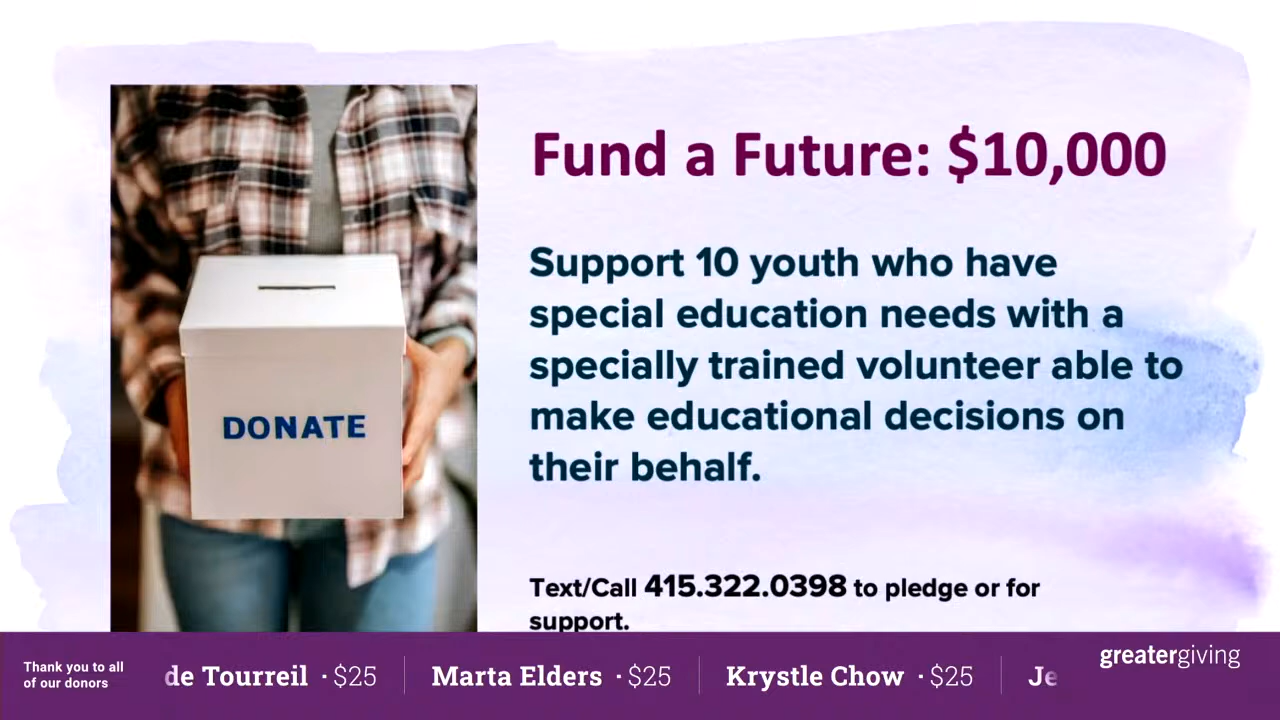 DONATE
Fund a Future: $10,000
Support 10 youth who have
special education needs with a
specially trained volunteer able to
make educational decisions on
their behalf.
Text/Call 415.322.0398 to pledge or for
support.
Thank you to all
of our donors
de Tourreil · $25
Marta Elders · $25
Krystle Chow · $25
Je
greatergiving